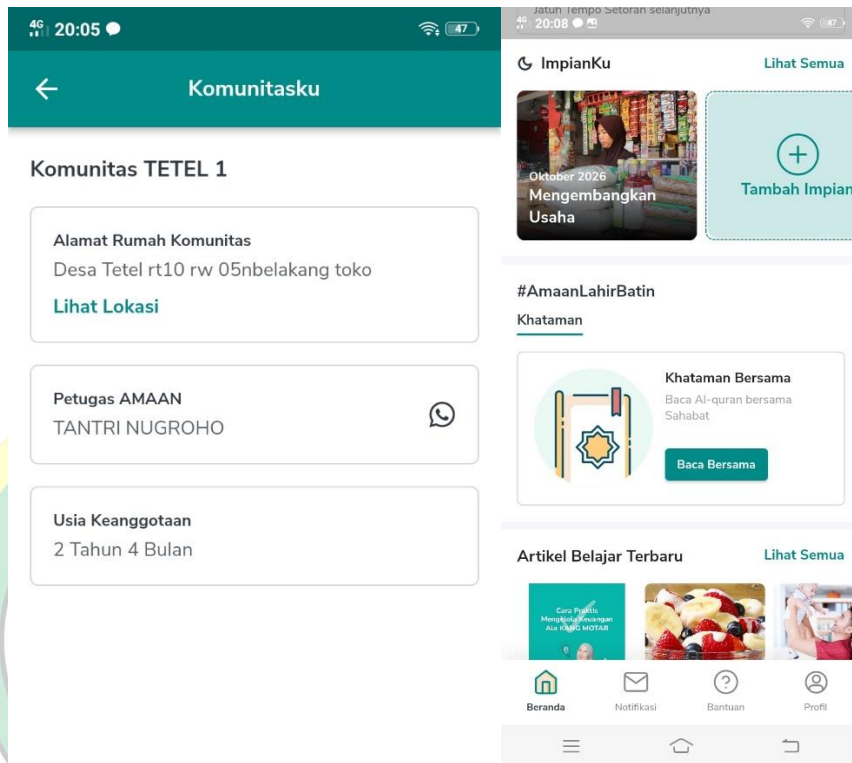 4G 20:05 47
Komunitasku
Komunitas TETEL 1
Alamat Rumah Komunitas
Desa Tetel rt10 rw 05nbelakang toko
Lihat Lokasi
Petugas AMAAN
TANTRI NUGROHO
Usia Keanggotaan
2 Tahun 4 Bulan
Jatuh Tempo Setoran selanjutnya
4G 20:08 47
ImpianKu Lihat Semua
Oktober 2026
Mengembangkan
Usaha
Tambah Impian
#AmaanLahirBatin
Khataman
Khataman Bersama
Baca Al-quran bersama
Sahabat
Baca Bersama
Artikel Belajar Terbaru Lihat Semua
Cara Praktis
Mengelola Keuangan
Ala KANG MOTAB
Beranda Notifikasi Bantuan Profil